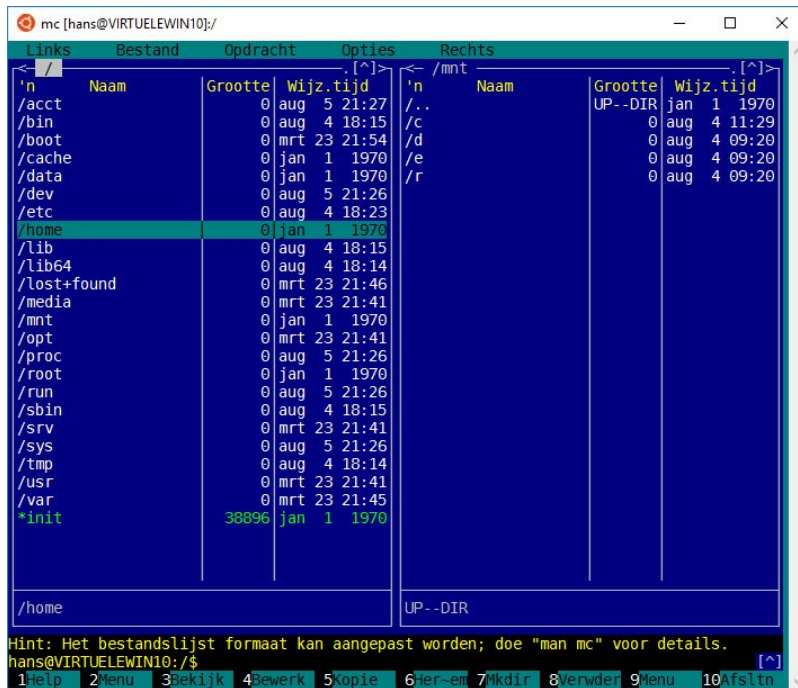 mc [hans@VIRTUELEWIN10]:/
Links Bestand Opdracht Opties Rechts
<─ / ─.[^]>
'n Naam Grootte Wijz.tijd
/acct 0 aug 5 21:27
/bin 0 aug 4 18:15
/boot 0 mrt 23 21:54
/cache 0 jan 1 1970
/data 0 jan 1 1970
/dev 0 aug 5 21:26
/etc 0 aug 4 18:23
/home 0 jan 1 1970
/lib 0 aug 4 18:15
/lib64 0 aug 4 18:14
/lost+found 0 mrt 23 21:46
/media 0 mrt 23 21:41
/mnt 0 jan 1 1970
/opt 0 mrt 23 21:41
/proc 0 aug 5 21:26
/root 0 jan 1 1970
/run 0 aug 5 21:26
/sbin 0 aug 4 18:15
/srv 0 mrt 23 21:41
/sys 0 aug 5 21:26
/tmp 0 aug 4 18:14
/usr 0 mrt 23 21:41
/var 0 mrt 23 21:45
*init 38896 jan 1 1970
/home
<─ /mnt ─.[^]>
'n Naam Grootte Wijz.tijd
/.. UP--DIR jan 1 1970
/c 0 aug 4 11:29
/d 0 aug 4 09:20
/e 0 aug 4 09:20
/r 0 aug 4 09:20
UP--DIR
Hint: Het bestandslijst formaat kan aangepast worden; doe "man mc" voor details.
hans@VIRTUELEWIN10:/$ [^]
1Help 2Menu 3Bekijk 4Bewerk 5Kopie 6Her~em 7Mkdir 8Verwder 9Menu 10Afsltn